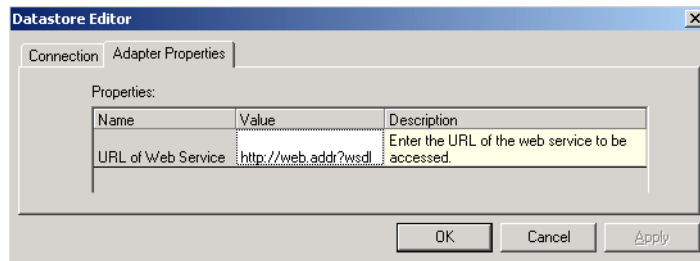 Datastore Editor
Connection
Adapter Properties
Properties:
Name Value Description
URL of Web Service http://web.addr?wsdl Enter the URL of the web service to be
accessed.
OK Cancel Apply